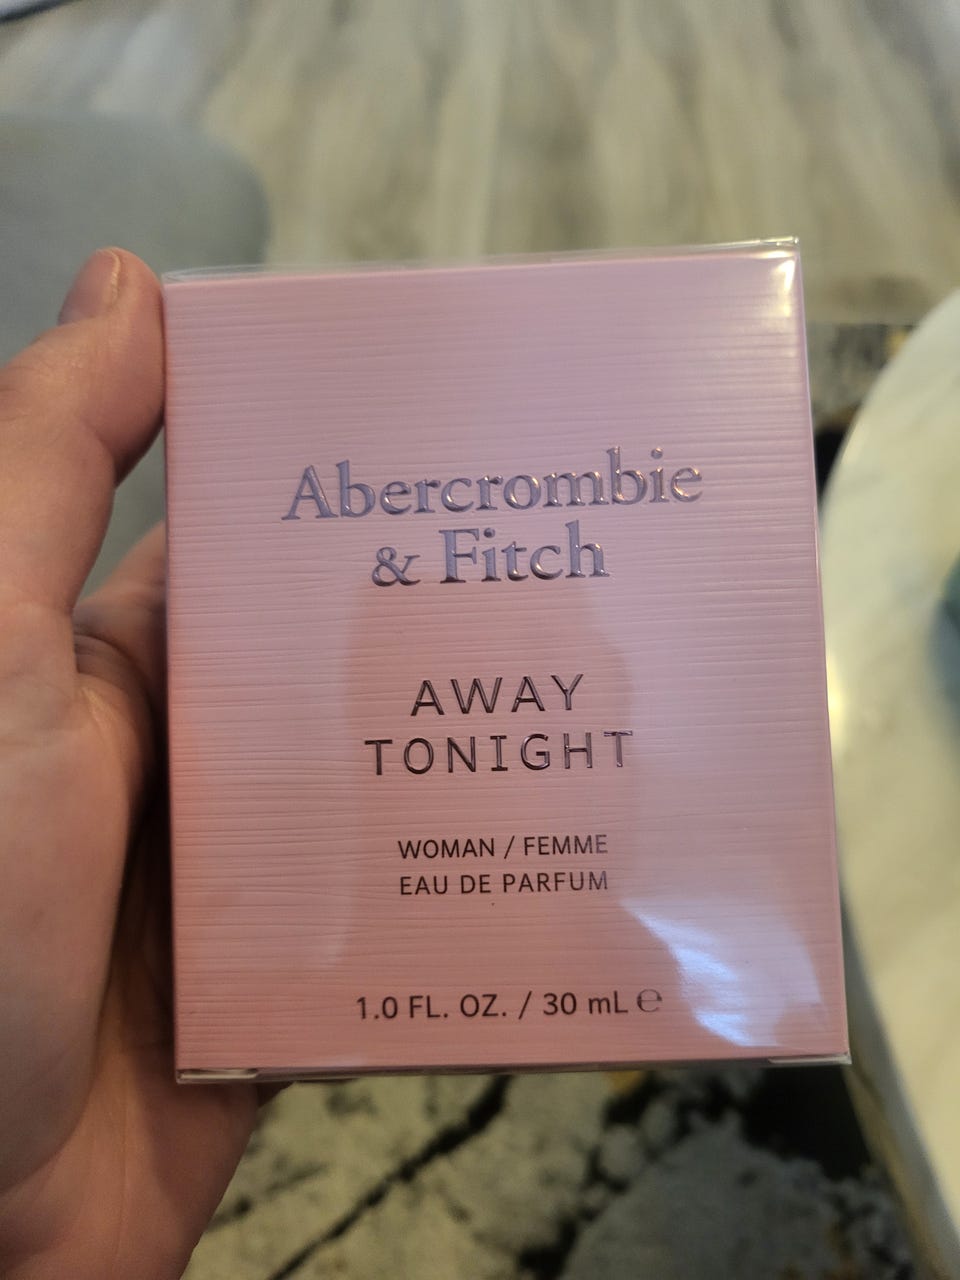 Abercrombie
& Fitch
AWAY
TONIGHT
WOMAN / FEMME
EAU DE PARFUM
1.0 FL. OZ. / 30 mL ℮